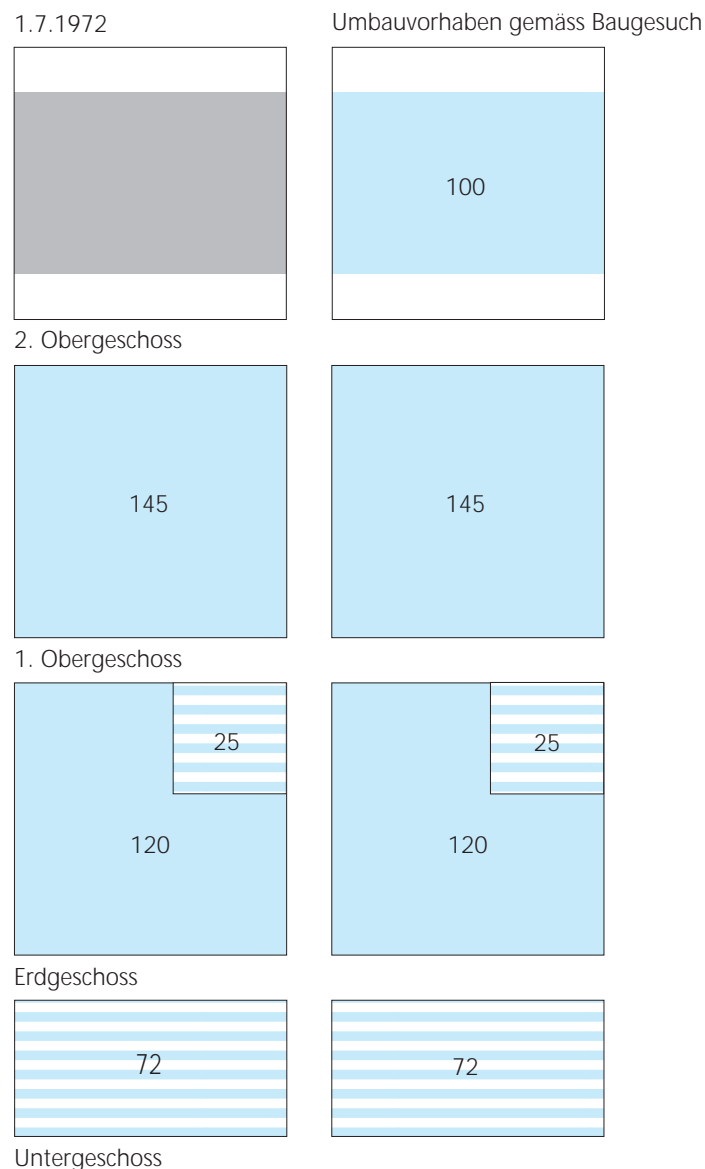 1.7.1972 Umbauvorhaben gemäss Baugesuch
100
2. Obergeschoss
145 145
1. Obergeschoss
25 25
120 120
Erdgeschoss
72 72
Untergeschoss